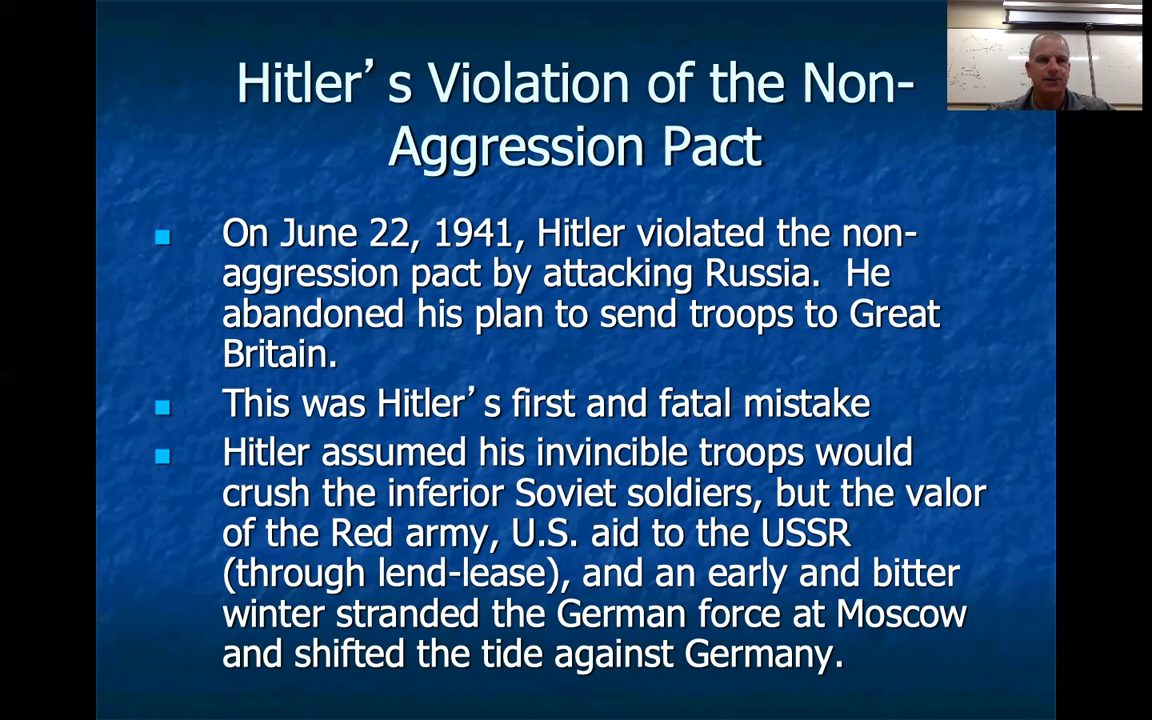 Hitler’s Violation of the Non-
Aggression Pact
■ On June 22, 1941, Hitler violated the non-
aggression pact by attacking Russia.  He
abandoned his plan to send troops to Great
Britain.
■ This was Hitler’s first and fatal mistake
■ Hitler assumed his invincible troops would
crush the inferior Soviet soldiers, but the valor
of the Red army, U.S. aid to the USSR
(through lend-lease), and an early and bitter
winter stranded the German force at Moscow
and shifted the tide against Germany.